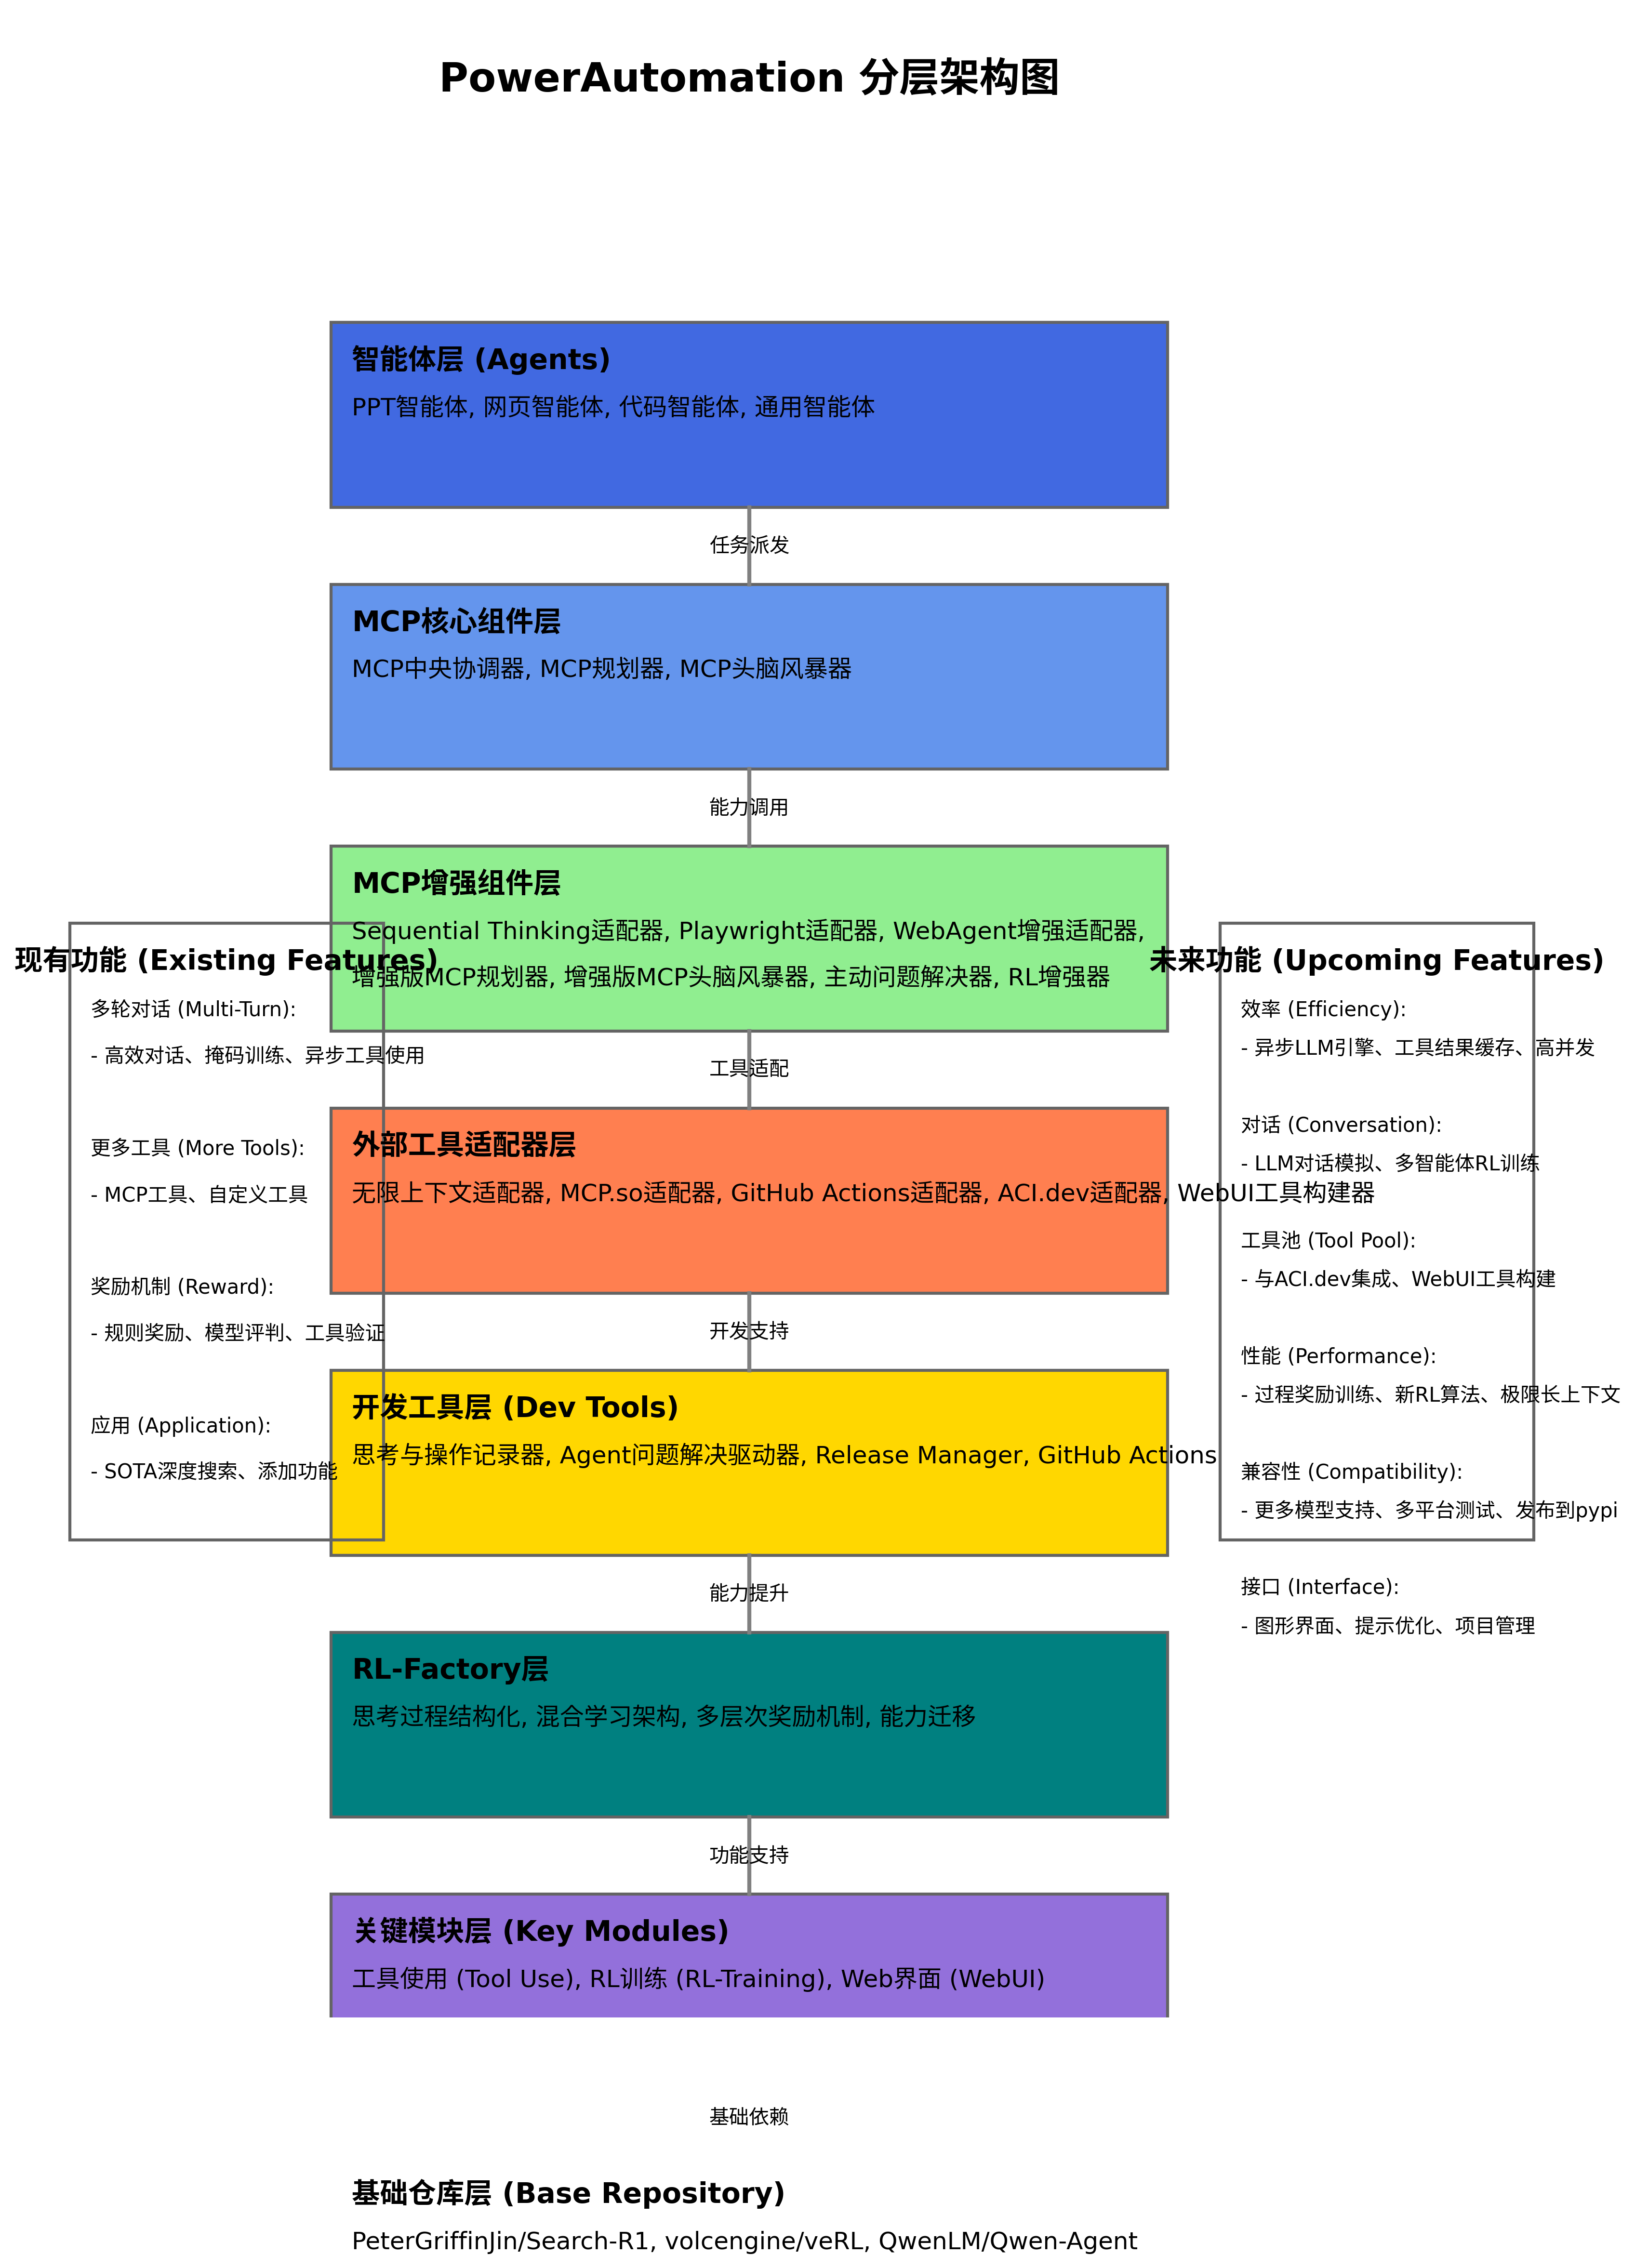 PowerAutomation 分层架构图
智能体层 (Agents)
PPT智能体, 网页智能体, 代码智能体, 通用智能体
任务派发
MCP核心组件层
MCP中央协调器, MCP规划器, MCP头脑风暴器
能力调用
MCP增强组件层
Sequential Thinking适配器, Playwright适配器, WebAgent增强适配器,
增强版MCP规划器, 增强版MCP头脑风暴器, 主动问题解决器, RL增强器
工具适配
外部工具适配器层
无限上下文适配器, MCP.so适配器, GitHub Actions适配器, ACI.dev适配器, WebUI工具构建器
开发支持
开发工具层 (Dev Tools)
思考与操作记录器, Agent问题解决驱动器, Release Manager, GitHub Actions
能力提升
RL-Factory层
思考过程结构化, 混合学习架构, 多层次奖励机制, 能力迁移
功能支持
关键模块层 (Key Modules)
工具使用 (Tool Use), RL训练 (RL-Training), Web界面 (WebUI)
基础依赖
基础仓库层 (Base Repository)
PeterGriffinJin/Search-R1, volcengine/veRL, QwenLM/Qwen-Agent
现有功能 (Existing Features)
多轮对话 (Multi-Turn):
- 高效对话、掩码训练、异步工具使用
更多工具 (More Tools):
- MCP工具、自定义工具
奖励机制 (Reward):
- 规则奖励、模型评判、工具验证
应用 (Application):
- SOTA深度搜索、添加功能
未来功能 (Upcoming Features)
效率 (Efficiency):
- 异步LLM引擎、工具结果缓存、高并发
对话 (Conversation):
- LLM对话模拟、多智能体RL训练
工具池 (Tool Pool):
- 与ACI.dev集成、WebUI工具构建
性能 (Performance):
- 过程奖励训练、新RL算法、极限长上下文
兼容性 (Compatibility):
- 更多模型支持、多平台测试、发布到pypi
接口 (Interface):
- 图形界面、提示优化、项目管理